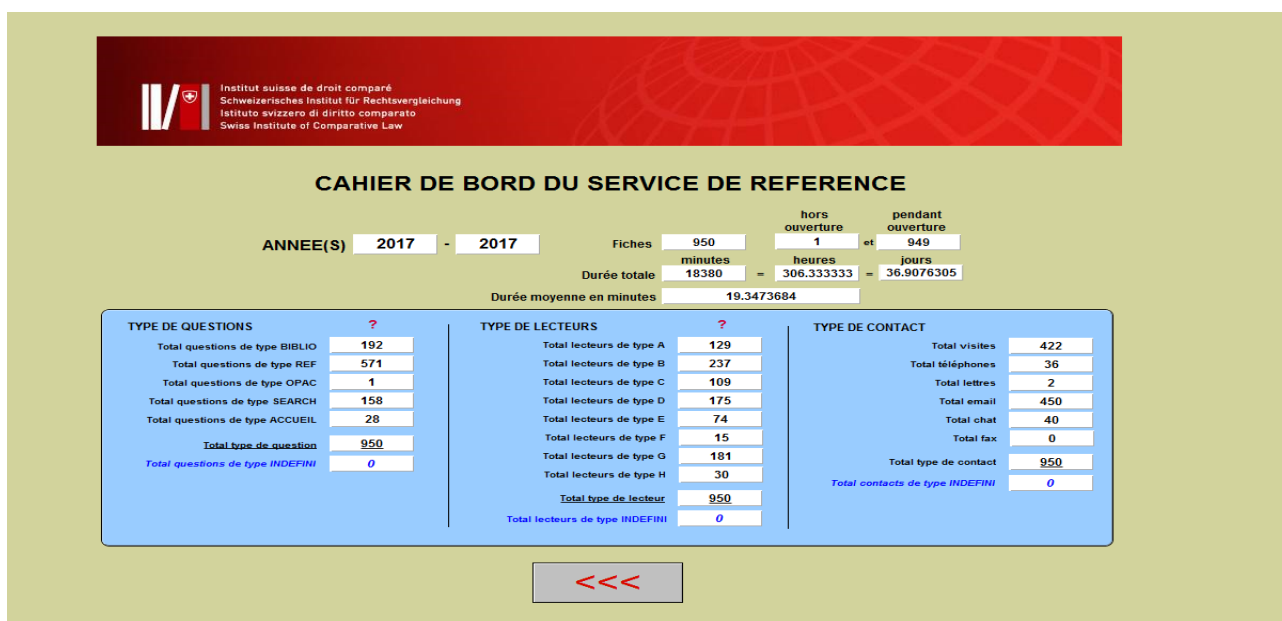 Institut suisse de droit comparé
Schweizerisches Institut für Rechtsvergleichung
Istituto svizzero di diritto comparato
Swiss Institute of Comparative Law
CAHIER DE BORD DU SERVICE DE REFERENCE
hors ouverture pendant ouverture
ANNEE(S) 2017 - 2017 Fiches 950 1 et 949
minutes heures jours
Durée totale 18380 = 306.333333 = 36.9076305
Durée moyenne en minutes 19.3473684
TYPE DE QUESTIONS ?
Total questions de type BIBLIO 192
Total questions de type REF 571
Total questions de type OPAC 1
Total questions de type SEARCH 158
Total questions de type ACCUEIL 28
Total type de question 950
Total questions de type INDEFINI 0
TYPE DE LECTEURS ?
Total lecteurs de type A 129
Total lecteurs de type B 237
Total lecteurs de type C 109
Total lecteurs de type D 175
Total lecteurs de type E 74
Total lecteurs de type F 15
Total lecteurs de type G 181
Total lecteurs de type H 30
Total type de lecteur 950
Total lecteurs de type INDEFINI 0
TYPE DE CONTACT
Total visites 422
Total téléphones 36
Total lettres 2
Total email 450
Total chat 40
Total fax 0
Total type de contact 950
Total contacts de type INDEFINI 0
<<<